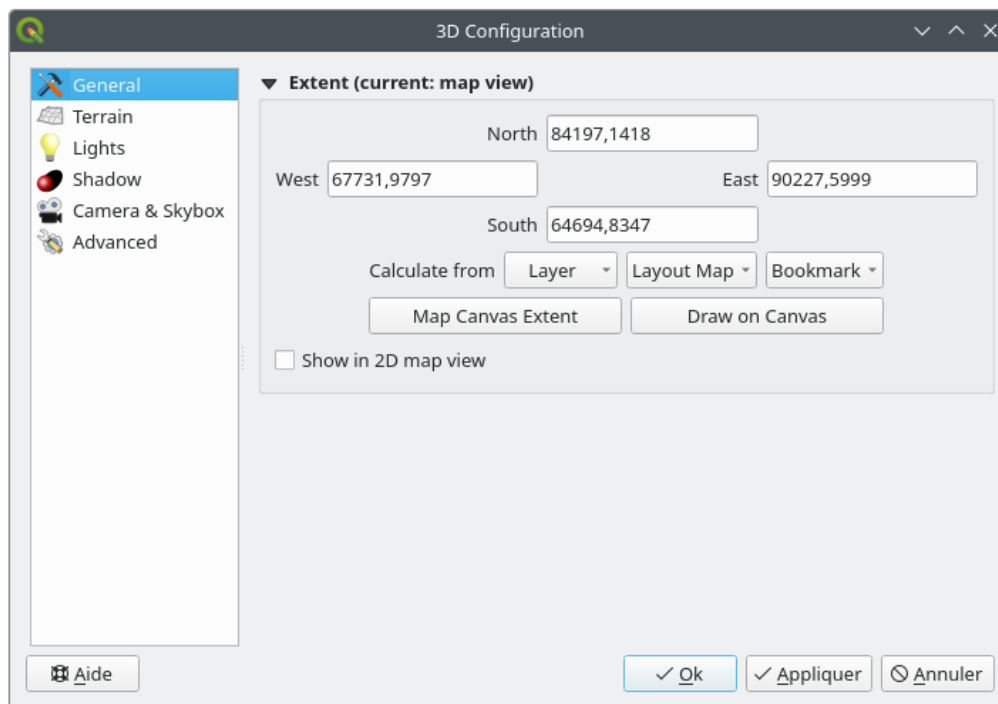 3D Configuration
General
Terrain
Lights
Shadow
Camera & Skybox
Advanced
Extent (current: map view)
North 84197,1418
West 67731,9797 East 90227,5999
South 64694,8347
Calculate from Layer Layout Map Bookmark
Map Canvas Extent Draw on Canvas
Show in 2D map view
Aide Ok Appliquer Annuler